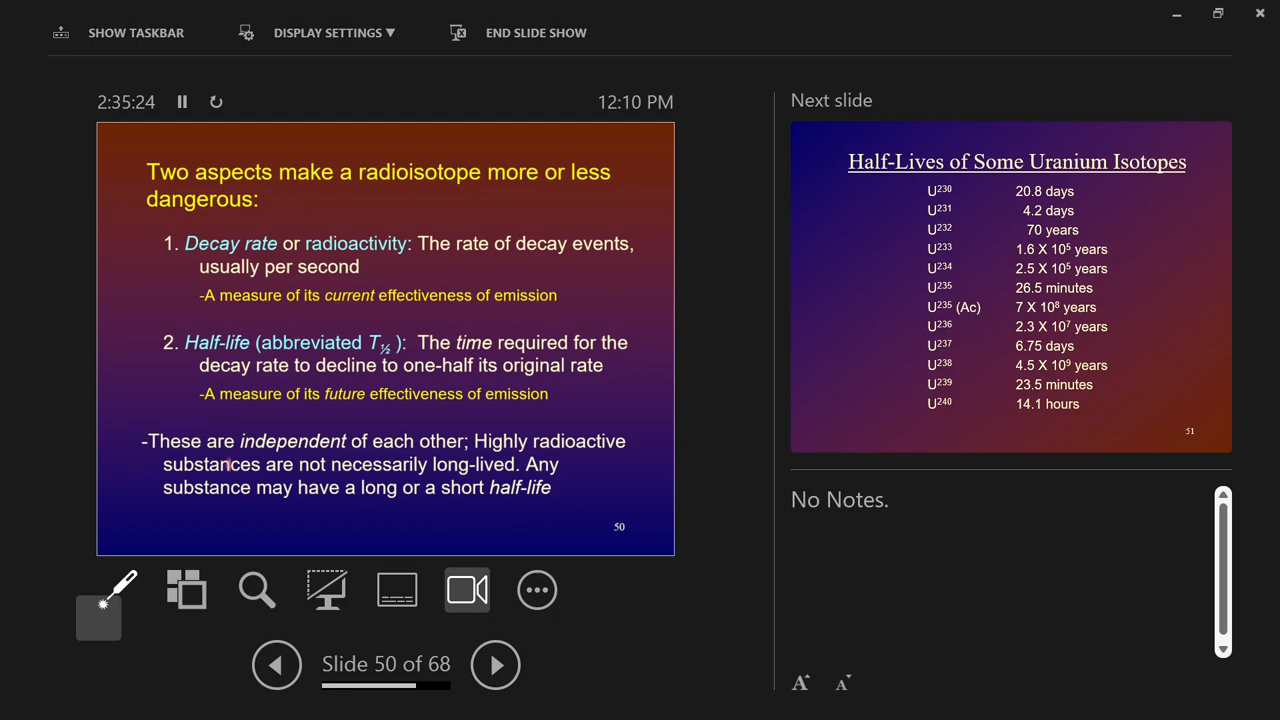 SHOW TASKBAR
DISPLAY SETTINGS ▼
END SLIDE SHOW
2:35:24
12:10 PM
Two aspects make a radioisotope more or less
dangerous:
1. Decay rate or radioactivity: The rate of decay events,
usually per second
-A measure of its current effectiveness of emission
2. Half-life (abbreviated T½ ): The time required for the
decay rate to decline to one-half its original rate
-A measure of its future effectiveness of emission
-These are independent of each other; Highly radioactive
substances are not necessarily long-lived. Any
substance may have a long or a short half-life
50
Slide 50 of 68
Next slide
Half-Lives of Some Uranium Isotopes
U²³⁰ 20.8 days
U²³¹ 4.2 days
U²³² 70 years
U²³³ 1.6 X 10⁵ years
U²³⁴ 2.5 X 10⁵ years
U²³⁵ 26.5 minutes
U²³⁵ (Ac) 7 X 10⁸ years
U²³⁶ 2.3 X 10⁷ years
U²³⁷ 6.75 days
U²³⁸ 4.5 X 10⁹ years
U²³⁹ 23.5 minutes
U²⁴⁰ 14.1 hours
51
No Notes.
A A